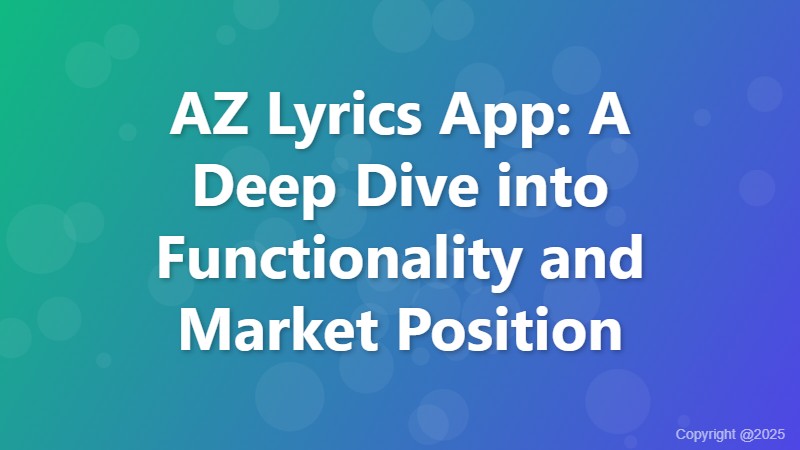 AZ Lyrics App: A
Deep Dive into
Functionality and
Market Position
Copyright @2025